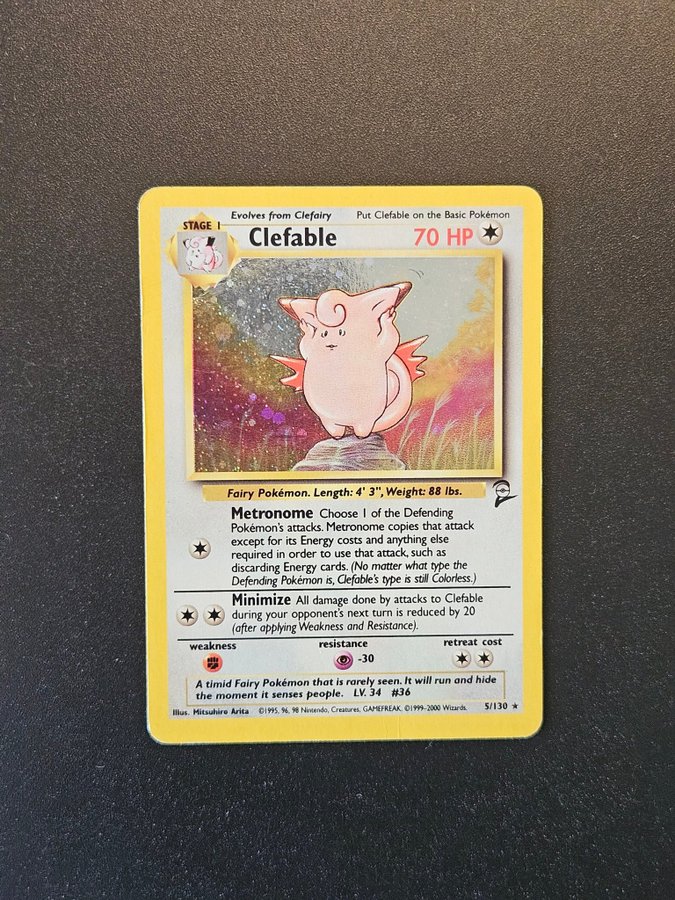 Evolves from Clefairy Put Clefable on the Basic Pokémon
STAGE 1
Clefable 70 HP
Fairy Pokémon. Length: 4' 3", Weight: 88 lbs.
Metronome Choose 1 of the Defending
Pokémon's attacks. Metronome copies that attack
except for its Energy costs and anything else
required in order to use that attack, such as
discarding Energy cards. (No matter what type the
Defending Pokémon is, Clefable's type is still Colorless.)
Minimize All damage done by attacks to Clefable
during your opponent's next turn is reduced by 20
(after applying Weakness and Resistance).
weakness resistance retreat cost
-30
A timid Fairy Pokémon that is rarely seen. It will run and hide
the moment it senses people. LV. 34 #36
Illus. Mitsuhiro Arita ©1995, 96, 98 Nintendo, Creatures, GAMEFREAK. ©1999-2000 Wizards. 5/130 ★